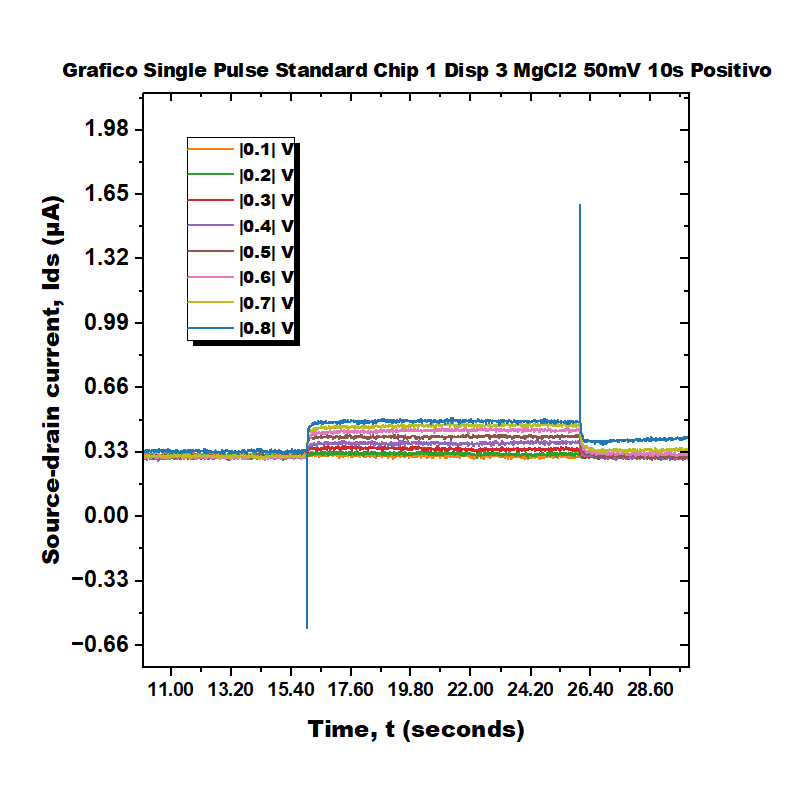 Grafico Single Pulse Standard Chip 1 Disp 3 MgCl2 50mV 10s Positivo
1.98
1.65
1.32
0.99
0.66
0.33
0.00
−0.33
−0.66
Source-drain current, Ids (µA)
|0.1| V
|0.2| V
|0.3| V
|0.4| V
|0.5| V
|0.6| V
|0.7| V
|0.8| V
11.00 13.20 15.40 17.60 19.80 22.00 24.20 26.40 28.60
Time, t (seconds)